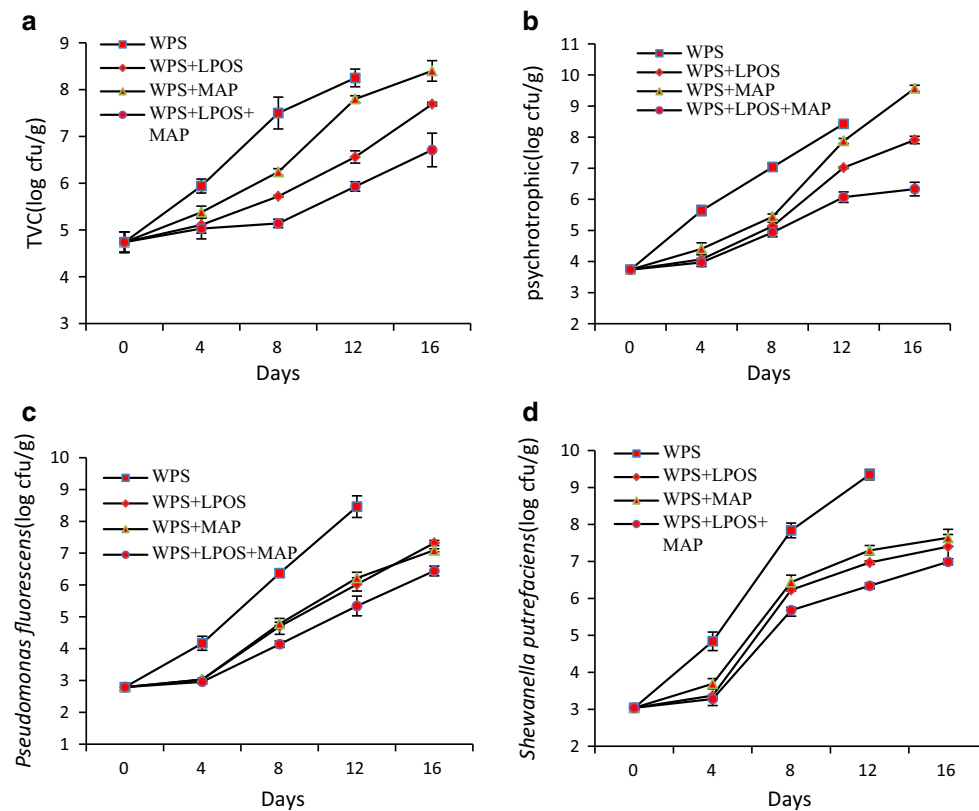 a
TVC(log cfu/g)
9
8
7
6
5
4
3
WPS
WPS+LPOS
WPS+MAP
WPS+LPOS+
MAP
0 4 8 12 16
Days
b
psychrotrophic(log cfu/g)
11
10
9
8
7
6
5
4
3
2
WPS
WPS+LPOS
WPS+MAP
WPS+LPOS+MAP
0 4 8 12 16
Days
c
Pseudomonas fluorescens(log cfu/g)
10
9
8
7
6
5
4
3
2
1
WPS
WPS+LPOS
WPS+MAP
WPS+LPOS+MAP
0 4 8 12 16
Days
d
Shewanella putrefaciens(log cfu/g)
10
9
8
7
6
5
4
3
2
WPS
WPS+LPOS
WPS+MAP
WPS+LPOS+
MAP
0 4 8 12 16
Days